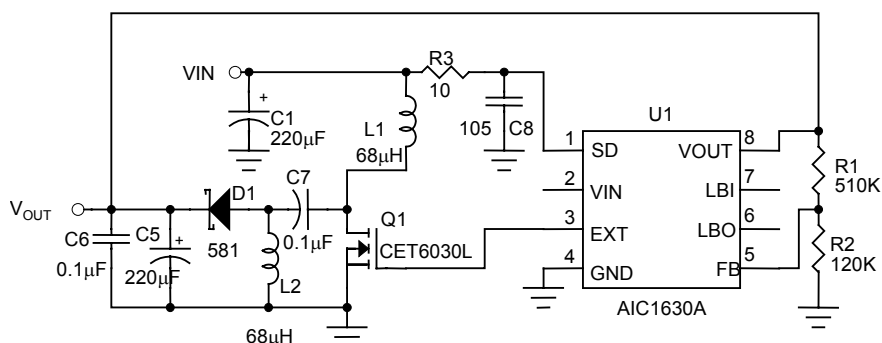 VIN
+
C1
220µF
L1
68µH
R3
10
105
C8
U1
1
SD
2
VIN
3
EXT
4
GND
VOUT
8
LBI
7
LBO
6
FB
5
AIC1630A
R1
510K
R2
120K
VOUT
C6
0.1µF
C5
+
220µF
D1
581
C7
0.1µF
L2
68µH
Q1
CET6030L